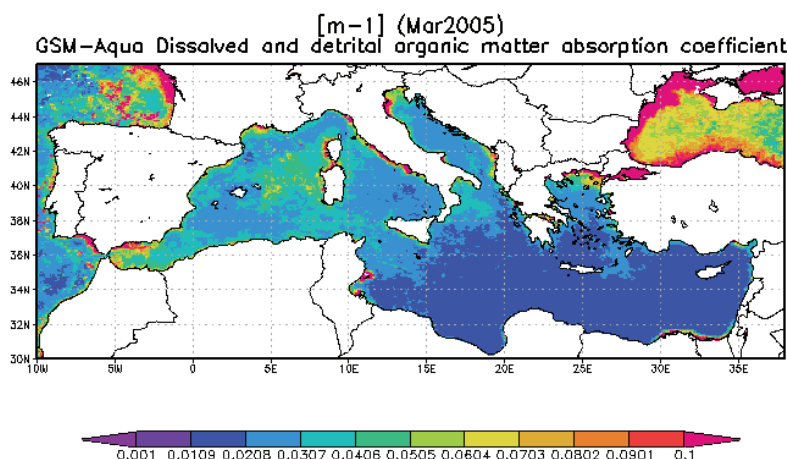 [m-1] (Mar2005)
GSM-Aqua Dissolved and detrital organic matter absorption coefficient
46N
44N
42N
40N
38N
36N
34N
32N
30N
10W 5W 0 5E 10E 15E 20E 25E 30E 35E
0.001 0.0109 0.0208 0.0307 0.0406 0.0505 0.0604 0.0703 0.0802 0.0901 0.1